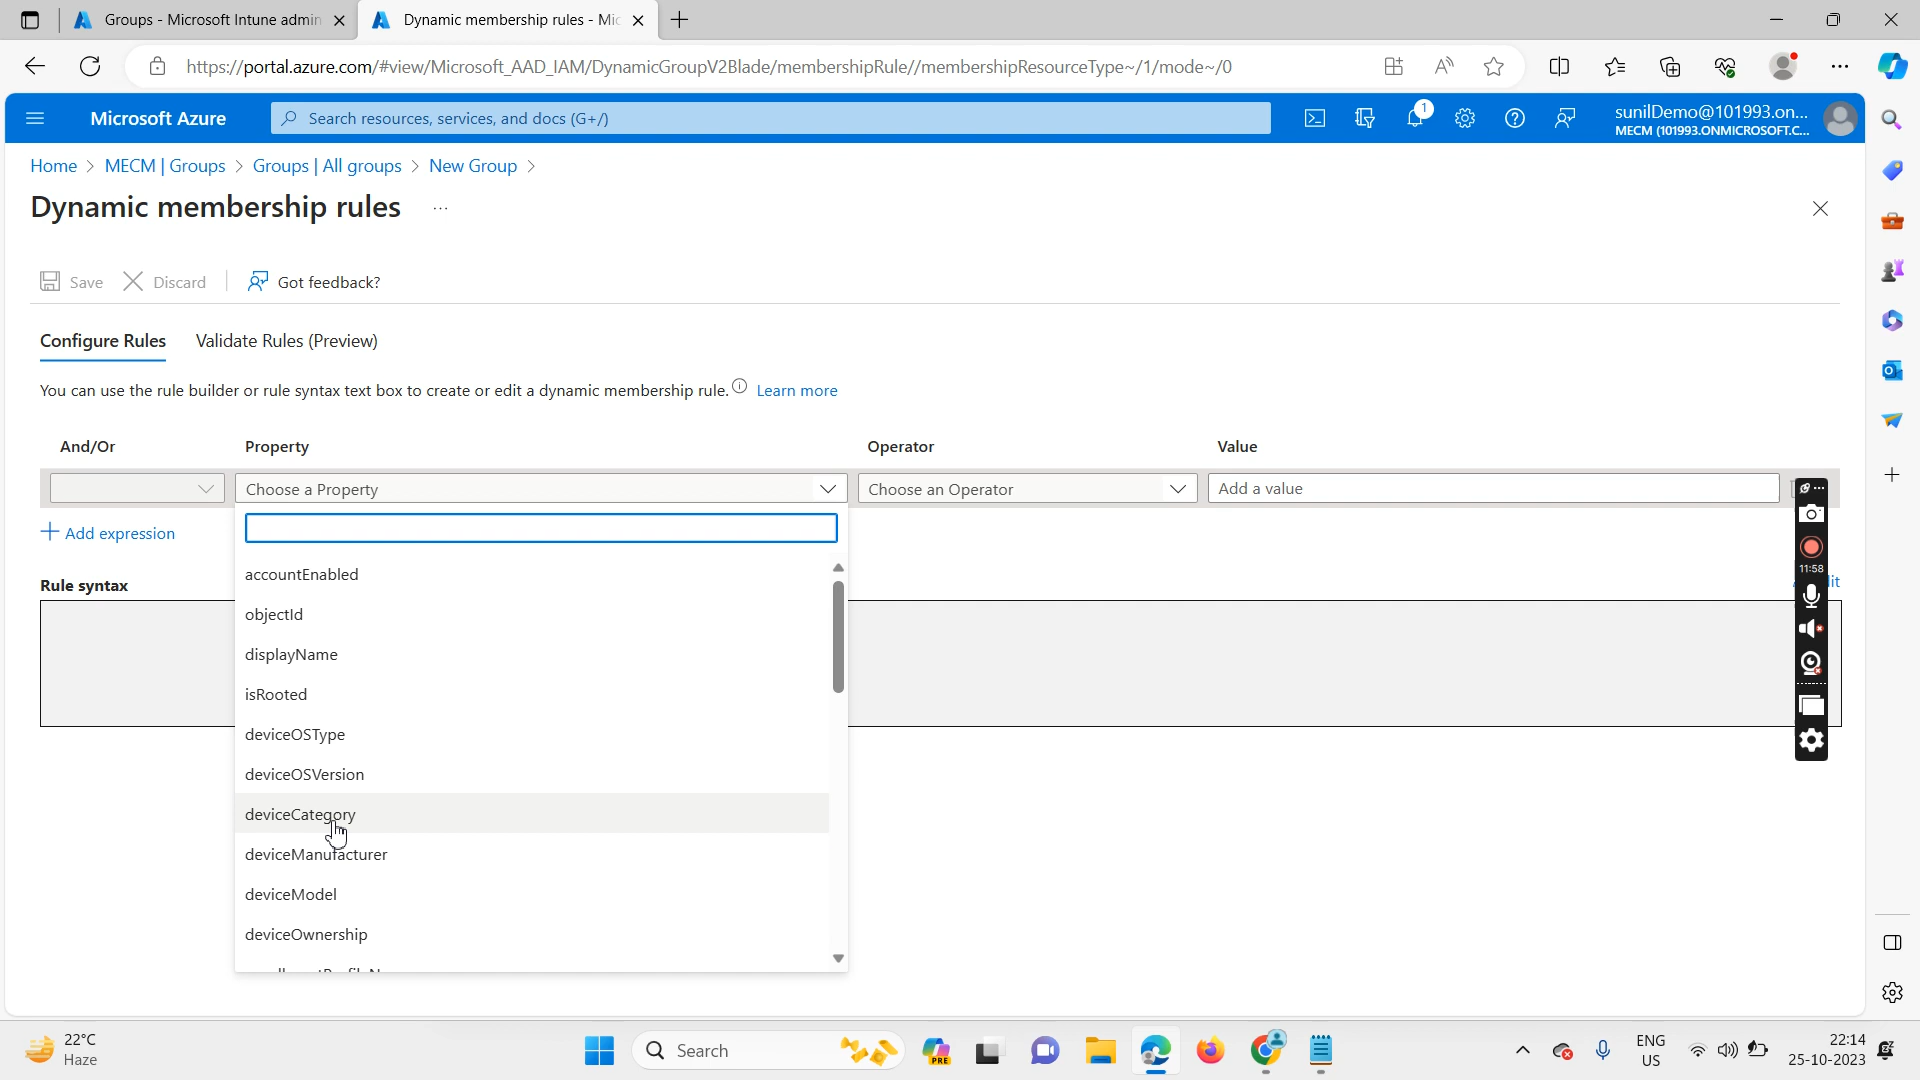 Groups - Microsoft Intune admin
Dynamic membership rules - Mic
https://portal.azure.com/#view/Microsoft_AAD_IAM/DynamicGroupV2Blade/membershipRule//membershipResourceType~/1/mode~/0
Microsoft Azure
Search resources, services, and docs (G+/)
1
sunilDemo@101993.on...
MECM (101993.ONMICROSOFT.C...
Home > MECM | Groups > Groups | All groups > New Group >
Dynamic membership rules ...
Save Discard Got feedback?
Configure Rules Validate Rules (Preview)
You can use the rule builder or rule syntax text box to create or edit a dynamic membership rule. Learn more
And/Or Property Operator Value
Choose a Property Choose an Operator Add a value
+ Add expression
accountEnabled
Rule syntax
objectId
displayName
isRooted
deviceOSType
deviceOSVersion
deviceCategory
deviceManufacturer
deviceModel
deviceOwnership
11:58
22°C
Haze
Search
PRE
ENG
US
22:14
25-10-2023